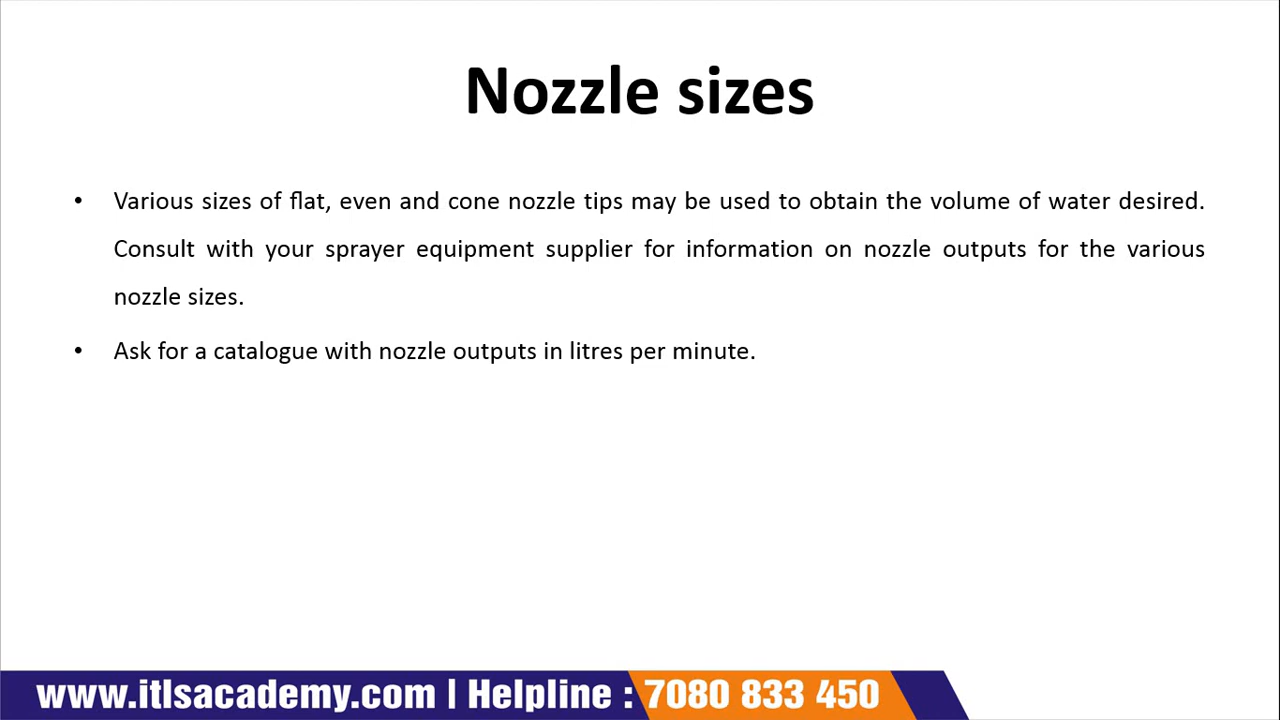 Nozzle sizes
• Various sizes of flat, even and cone nozzle tips may be used to obtain the volume of water desired.
Consult with your sprayer equipment supplier for information on nozzle outputs for the various
nozzle sizes.
• Ask for a catalogue with nozzle outputs in litres per minute.
www.itlsacademy.com | Helpline : 7080 833 450